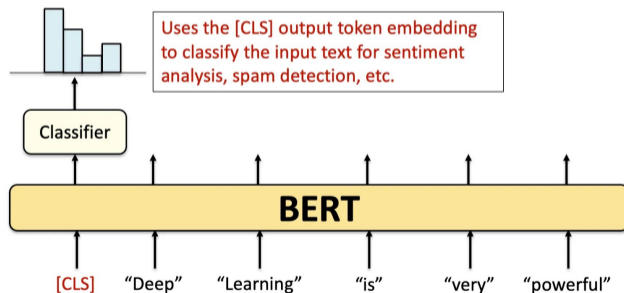 Uses the [CLS] output token embedding
to classify the input text for sentiment
analysis, spam detection, etc.
Classifier
BERT
[CLS] “Deep” “Learning” “is” “very” “powerful”